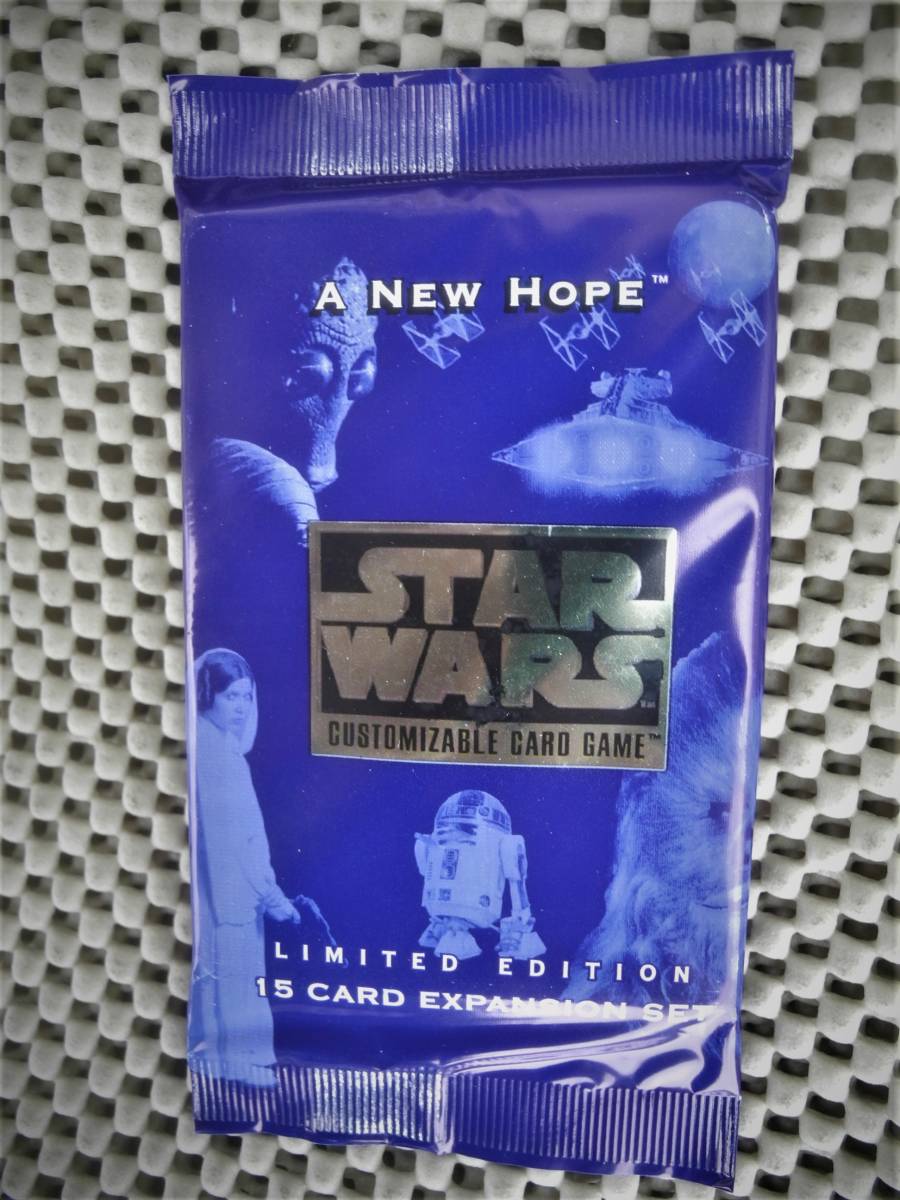 A NEW HOPE™
STAR
WARS
CUSTOMIZABLE CARD GAME™
LIMITED EDITION
15 CARD EXPANSION SET